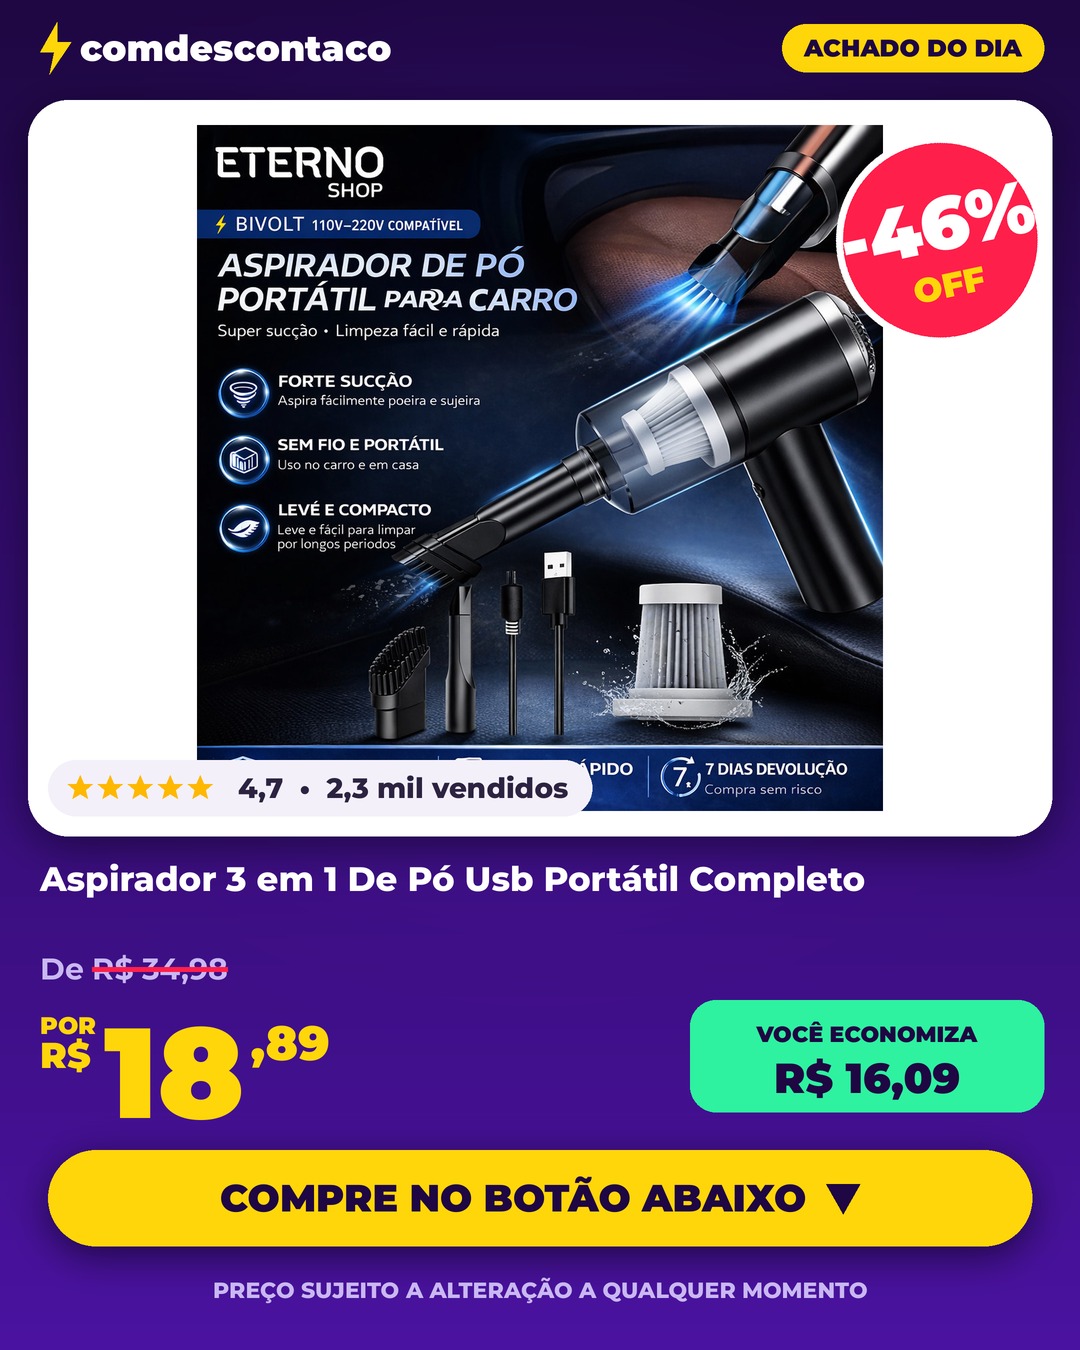 comdescontaco
ACHADO DO DIA
ETERNO
SHOP
BIVOLT 110V–220V COMPATÍVEL
ASPIRADOR DE PÓ
PORTÁTIL PARA CARRO
Super sucção • Limpeza fácil e rápida
FORTE SUCÇÃO
Aspira fácilmente poeira e sujeira
SEM FIO E PORTÁTIL
Uso no carro e em casa
LEVÉ E COMPACTO
Leve e fáçil para limpar
por longos periodos
-46%
OFF
ÁPIDO
7
7 DIAS DEVOLUÇÃO
Compra sem risco
4,7 • 2,3 mil vendidos
Aspirador 3 em 1 De Pó Usb Portátil Completo
De R$ 34,98
POR
R$ 18,89
VOCÊ ECONOMIZA
R$ 16,09
COMPRE NO BOTÃO ABAIXO ▼
PREÇO SUJEITO A ALTERAÇÃO A QUALQUER MOMENTO